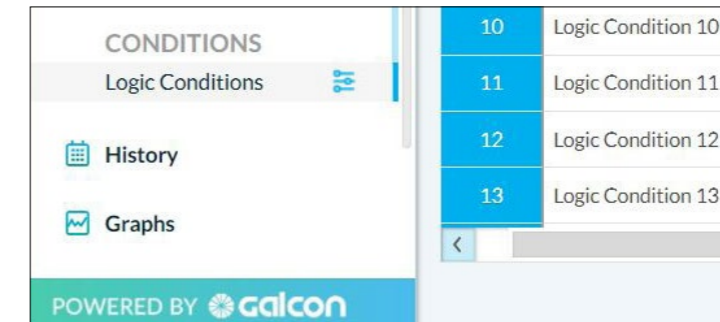 CONDITIONS
Logic Conditions
History
Graphs
POWERED BY Galcon
10 Logic Condition 10
11 Logic Condition 11
12 Logic Condition 12
13 Logic Condition 13